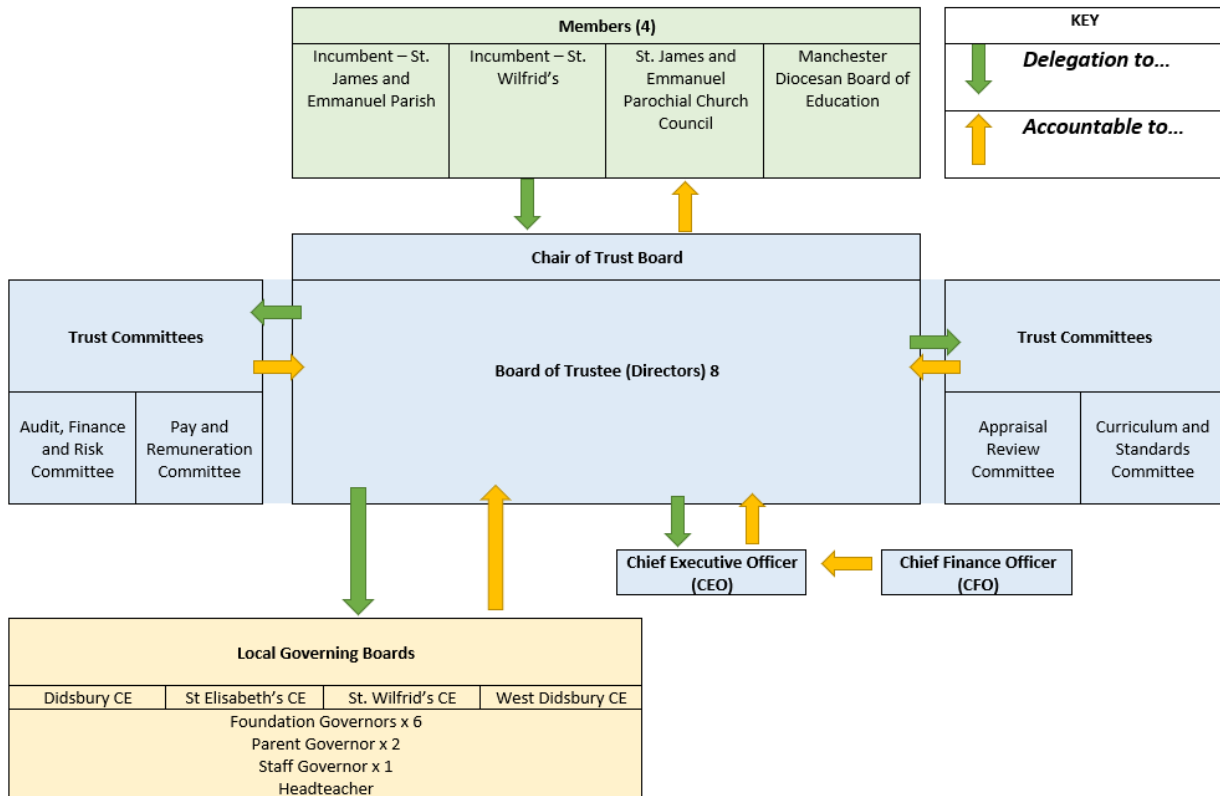 Members (4)
Incumbent – St.
James and
Emmanuel Parish
Incumbent – St.
Wilfrid’s
St. James and
Emmanuel
Parochial Church
Council
Manchester
Diocesan Board of
Education
KEY
Delegation to...
Accountable to...
Chair of Trust Board
Trust Committees
Audit, Finance
and Risk
Committee
Pay and
Remuneration
Committee
Board of Trustee (Directors) 8
Trust Committees
Appraisal
Review
Committee
Curriculum and
Standards
Committee
Chief Executive Officer
(CEO)
Chief Finance Officer
(CFO)
Local Governing Boards
Didsbury CE
St Elisabeth’s CE
St. Wilfrid’s CE
West Didsbury CE
Foundation Governors x 6
Parent Governor x 2
Staff Governor x 1
Headteacher